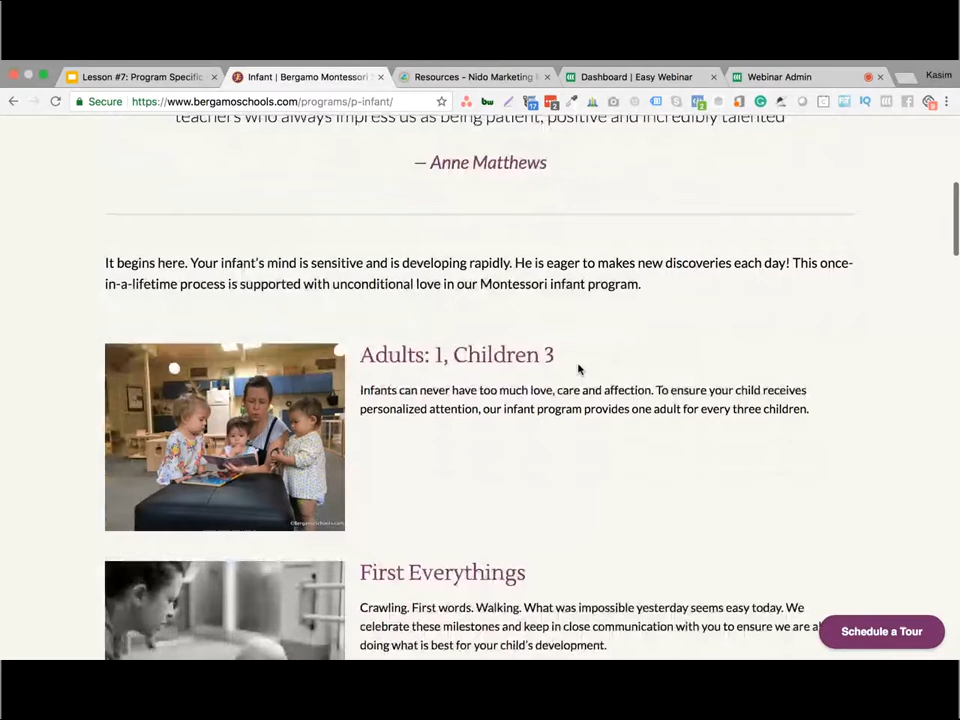 Lesson #7: Program Specific
Infant | Bergamo Montessori
Resources - Nido Marketing
Dashboard | Easy Webinar
Webinar Admin
Kasim
Secure
https://www.bergamoschools.com/programs/p-infant/
teachers who always impress us as being patient, positive and incredibly talented
— Anne Matthews
It begins here. Your infant's mind is sensitive and is developing rapidly. He is eager to makes new discoveries each day! This once-
in-a-lifetime process is supported with unconditional love in our Montessori infant program.
Adults: 1, Children 3
Infants can never have too much love, care and affection. To ensure your child receives
personalized attention, our infant program provides one adult for every three children.
©BergamoSchools.com
First Everythings
Crawling. First words. Walking. What was impossible yesterday seems easy today. We
celebrate these milestones and keep in close communication with you to ensure we are
doing what is best for your child's development.
Schedule a Tour